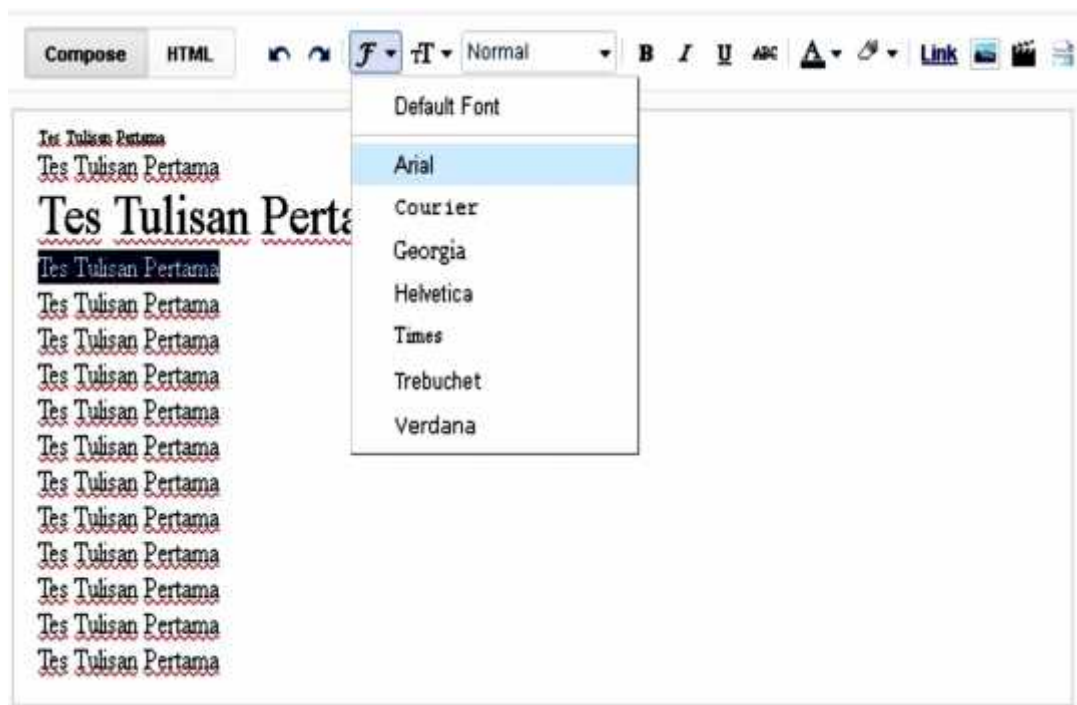 Compose HTML F T Normal B I U ABC A Link
Default Font
Arial
Courier
Georgia
Helvetica
Times
Trebuchet
Verdana
Tes Tulisan Pertama
Tes Tulisan Pertama
Tes Tulisan Perta
Tes Tulisan Pertama
Tes Tulisan Pertama
Tes Tulisan Pertama
Tes Tulisan Pertama
Tes Tulisan Pertama
Tes Tulisan Pertama
Tes Tulisan Pertama
Tes Tulisan Pertama
Tes Tulisan Pertama
Tes Tulisan Pertama
Tes Tulisan Pertama
Tes Tulisan Pertama